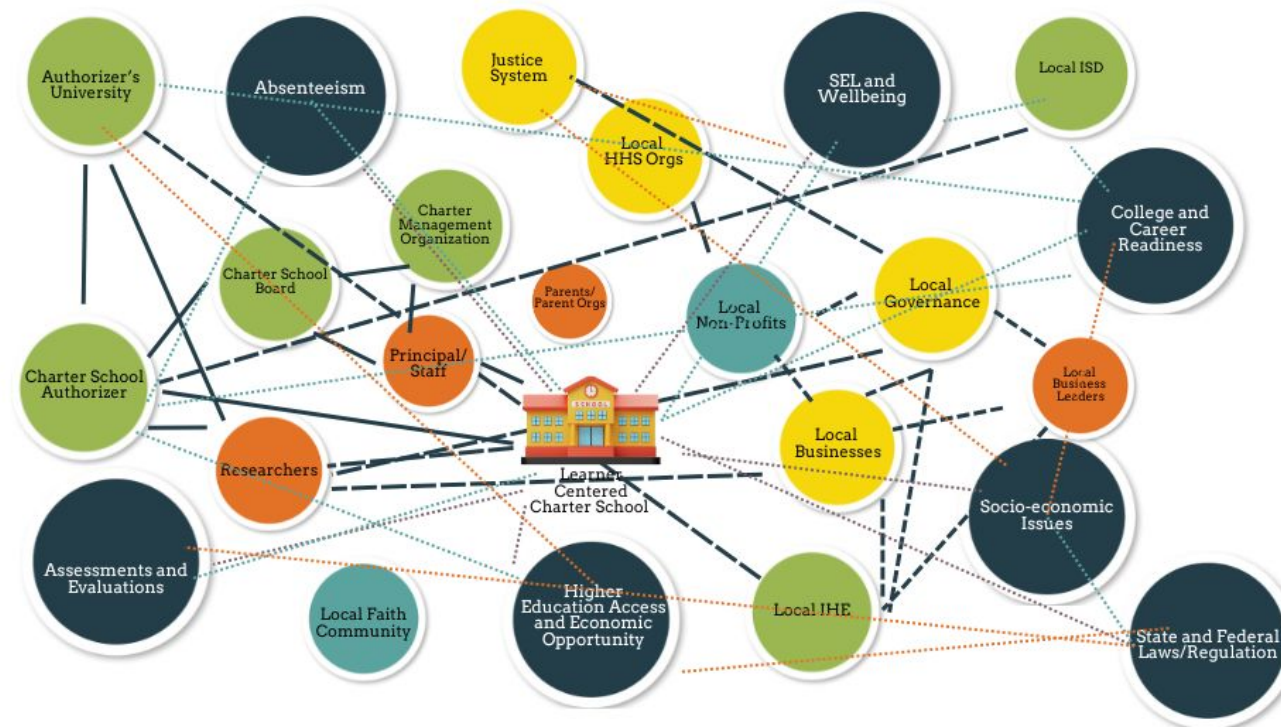 Authorizer's
University
Absenteeism
Justice
System
Local
HHS Orgs
SEL and
Wellbeing
Local ISD
College and
Career
Readiness
Charter
Management
Organization
Charter School
Board
Parents/
Parent Orgs
Local
Non-Profits
Local
Governance
Principal/
Staff
Charter School
Authorizer
SCHOOL
Learner
Centered
Charter School
Local
Business
Leaders
Local
Businesses
Researchers
Socio-economic
Issues
Assessments and
Evaluations
Local Faith
Community
Higher
Education Access
and Economic
Opportunity
Local IHE
State and Federal
Laws/Regulation